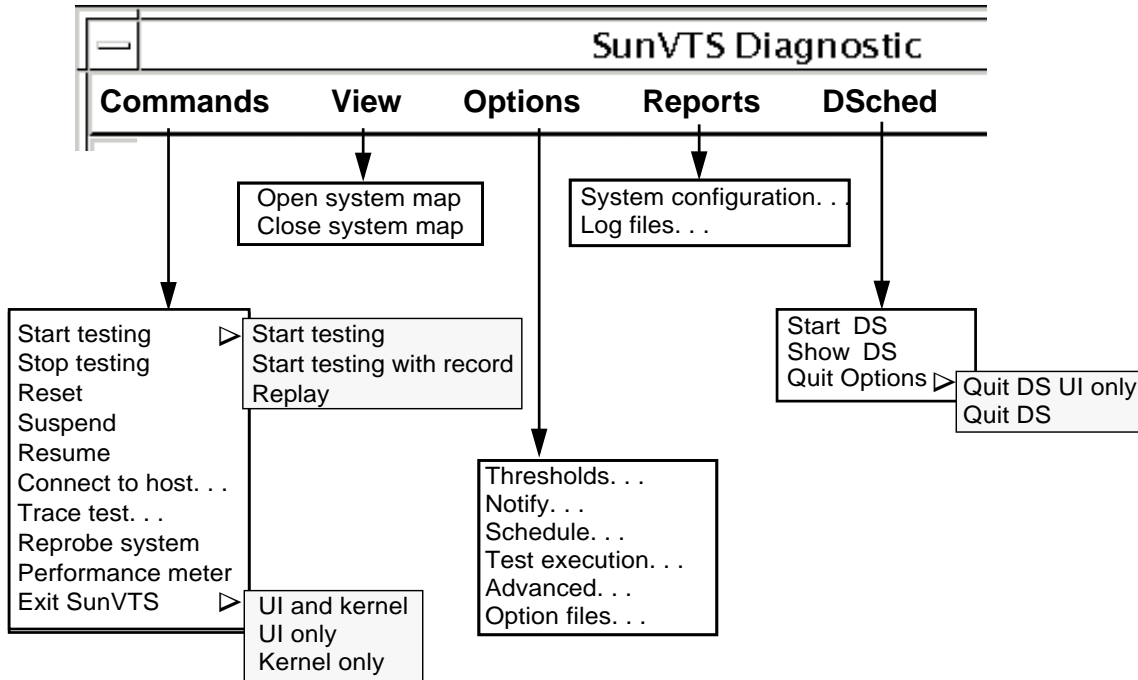 SunVTS Diagnostic
Commands View Options Reports DSched
Open system map
Close system map
System configuration. . .
Log files. . .
Start testing
Stop testing
Reset
Suspend
Resume
Connect to host. . .
Trace test. . .
Reprobe system
Performance meter
Exit SunVTS
Start testing
Start testing with record
Replay
UI and kernel
UI only
Kernel only
Thresholds. . .
Notify. . .
Schedule. . .
Test execution. . .
Advanced. . .
Option files. . .
Start DS
Show DS
Quit Options
Quit DS UI only
Quit DS